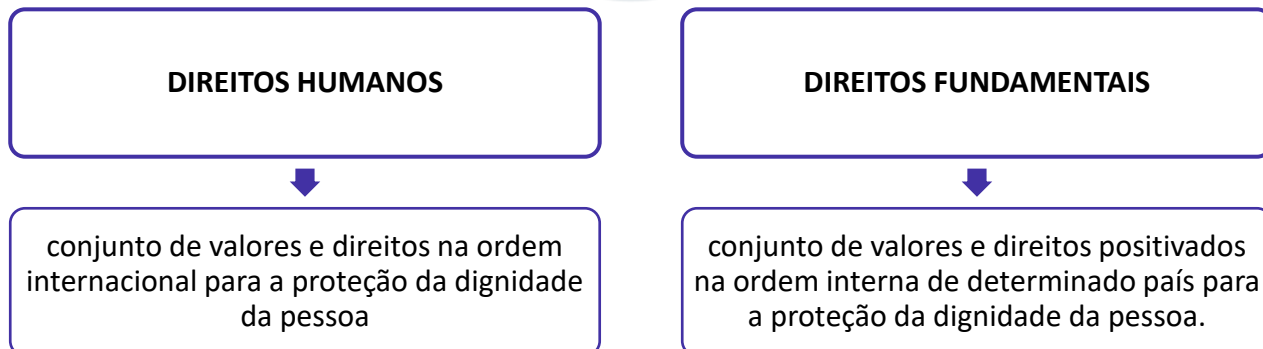 DIREITOS HUMANOS
conjunto de valores e direitos na ordem
internacional para a proteção da dignidade
da pessoa
DIREITOS FUNDAMENTAIS
conjunto de valores e direitos positivados
na ordem interna de determinado país para
a proteção da dignidade da pessoa.